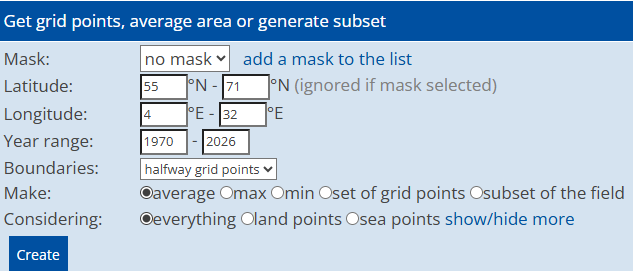 Get grid points, average area or generate subset
Mask: no mask add a mask to the list
Latitude: 55 °N - 71 °N (ignored if mask selected)
Longitude: 4 °E - 32 °E
Year range: 1970 - 2026
Boundaries: halfway grid points
Make: average max min set of grid points subset of the field
Considering: everything land points sea points show/hide more
Create